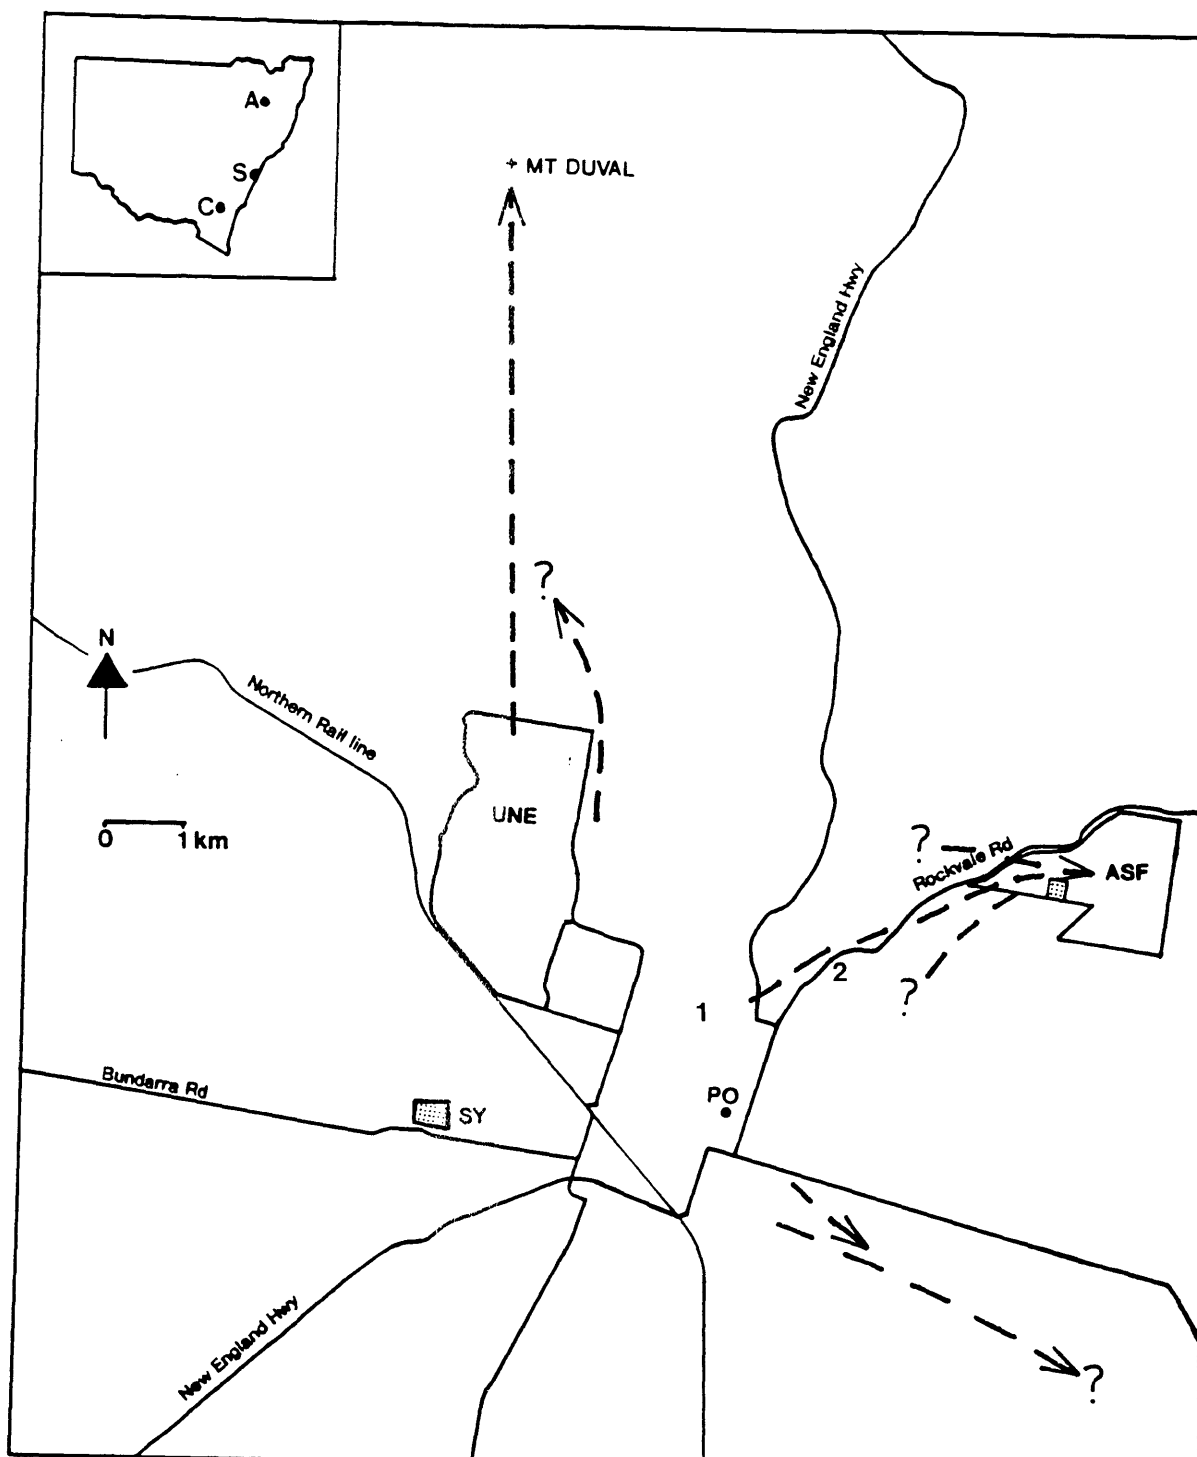 A
S
C
MT DUVAL
New England Hwy
?
N
Northern Rail line
UNE
0 1 km
?
Rockvale Rd
ASF
2
?
1
PO
Bundarra Rd
SY
New England Hwy
?